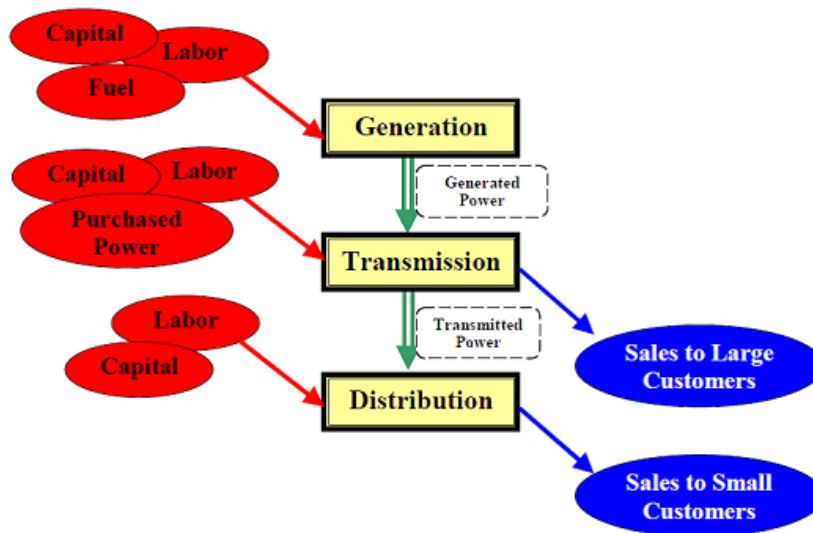 Capital
Labor
Fuel
Generation
Generated
Power
Capital
Labor
Purchased
Power
Transmission
Transmitted
Power
Labor
Capital
Sales to Large
Customers
Distribution
Sales to Small
Customers